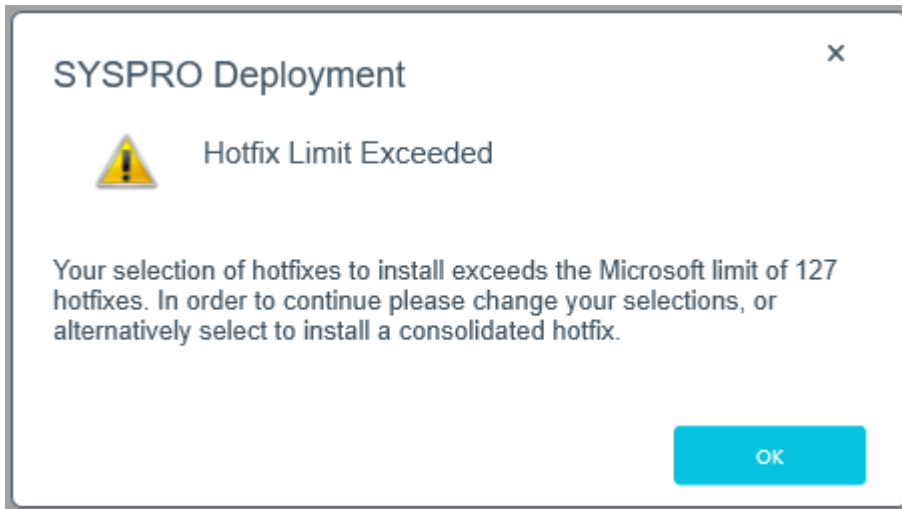 SYSPRO Deployment
Hotfix Limit Exceeded
Your selection of hotfixes to install exceeds the Microsoft limit of 127
hotfixes. In order to continue please change your selections, or
alternatively select to install a consolidated hotfix.
OK